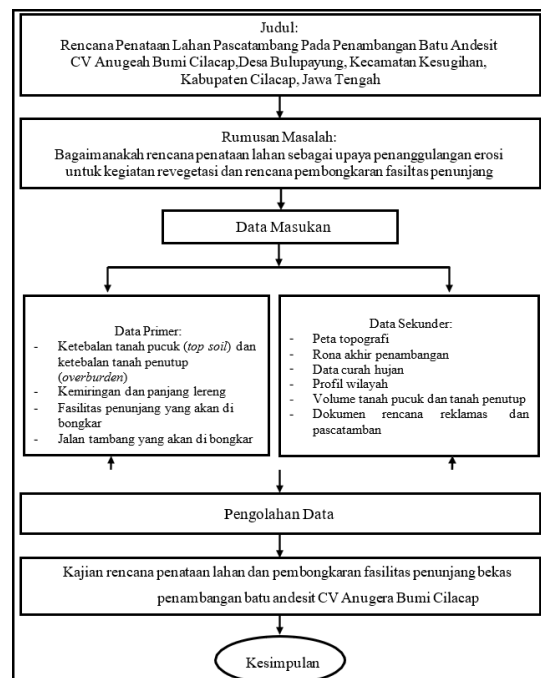 Judul:
Rencana Penataan Lahan Pascatambang Pada Penambangan Batu Andesit
CV Anugeah Bumi Cilacap,Desa Bulupayung, Kecamatan Kesugihan,
Kabupaten Cilacap, Jawa Tengah
Rumusan Masalah:
Bagaimanakah rencana penataan lahan sebagai upaya penanggulangan erosi
untuk kegiatan revegetasi dan rencana pembongkaran fasiltas penunjang
Data Masukan
Data Primer:
- Ketebalan tanah pucuk (top soil) dan
ketebalan tanah penutup
(overburden)
- Kemiringan dan panjang lereng
- Fasilitas penunjang yang akan di
bongkar
- Jalan tambang yang akan di bongkar
Data Sekunder:
- Peta topografi
- Rona akhir penambangan
- Data curah hujan
- Profil wilayah
- Volume tanah pucuk dan tanah penutup
- Dokumen rencana reklamas dan
pascatamban
Pengolahan Data
Kajian rencana penataan lahan dan pembongkaran fasilitas penunjang bekas
penambangan batu andesit CV Anugera Bumi Cilacap
Kesimpulan